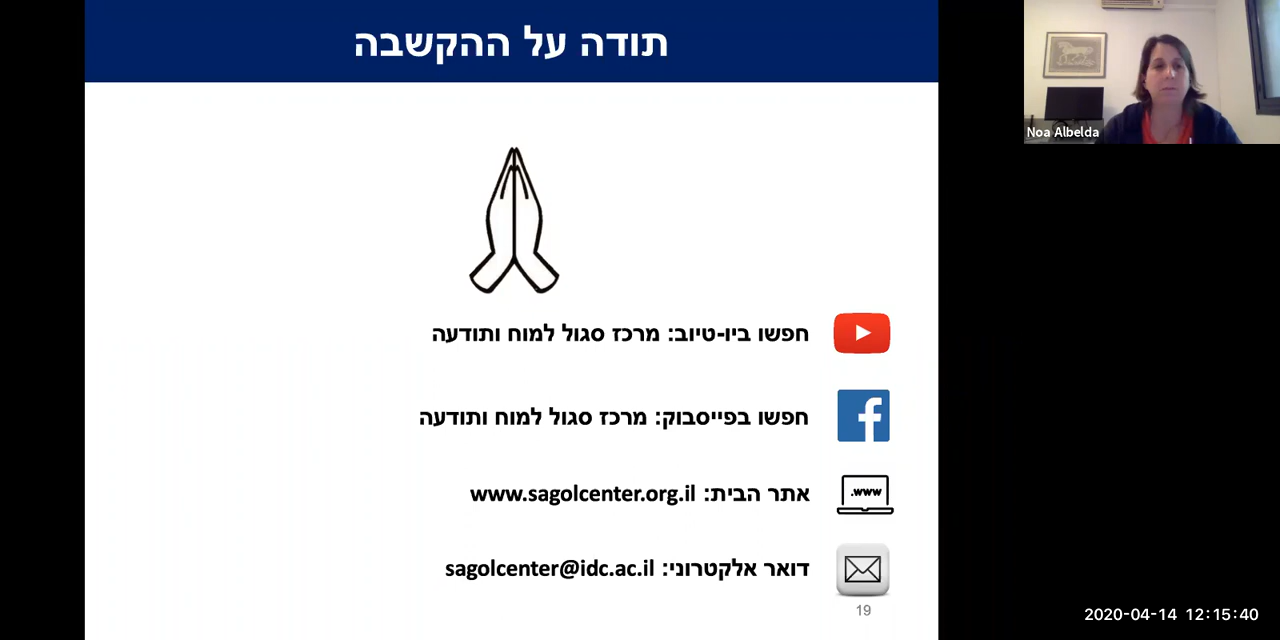 תודה על ההקשבה
Noa Albelda
חפשו ביו-טיוב: מרכז סגול למוח ותודעה
חפשו בפייסבוק: מרכז סגול למוח ותודעה
אתר הבית: www.sagolcenter.org.il
.www
דואר אלקטרוני: sagolcenter@idc.ac.il
19
2020-04-14 12:15:40